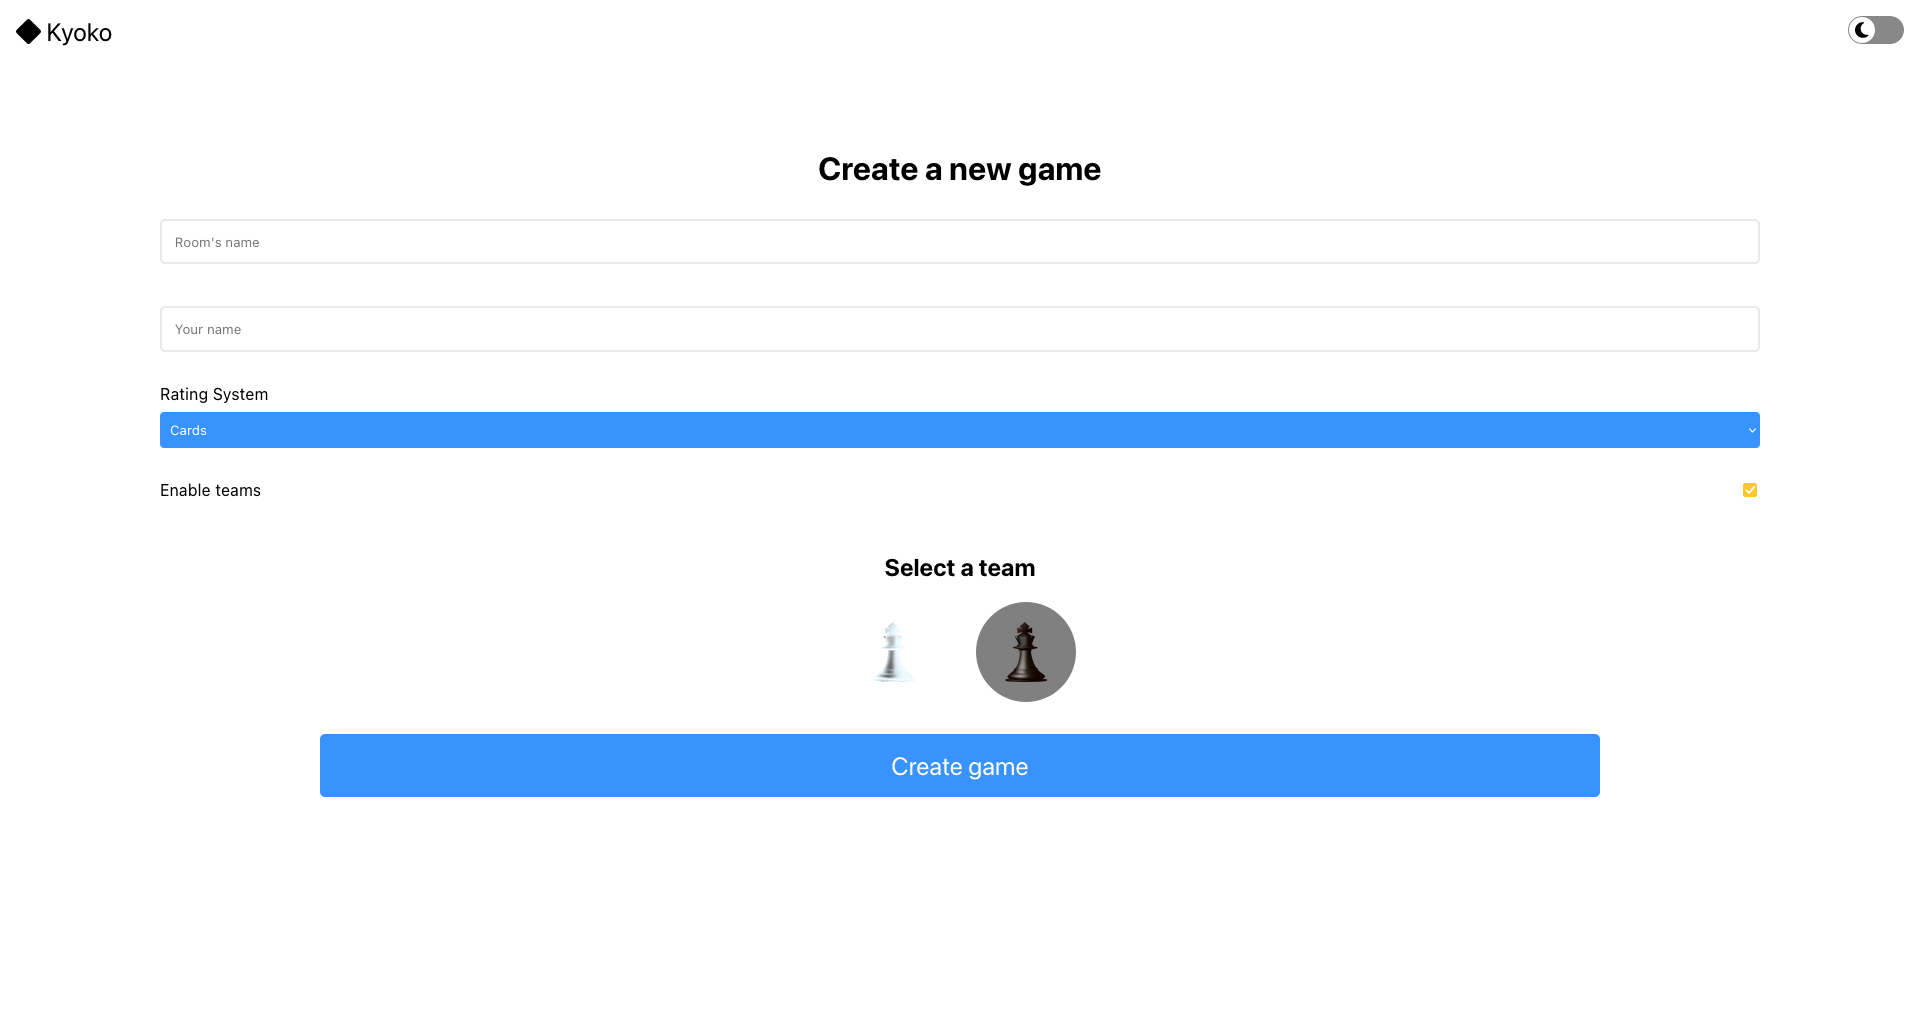 Kyoko
Create a new game
Room's name
Your name
Rating System
Cards
Enable teams
Select a team
Create game